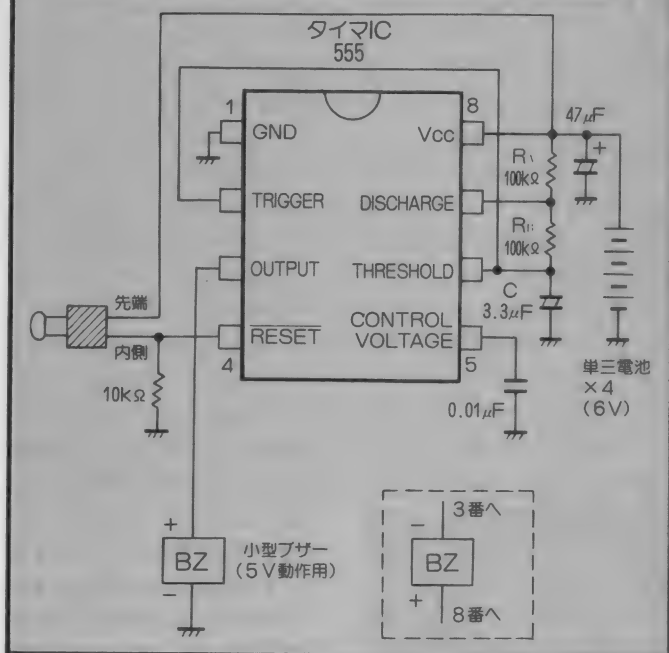 タイマIC
555
1
8
47μF
+
GND
Vcc
R
100kΩ
TRIGGER
DISCHARGE
R
100kΩ
OUTPUT
THRESHOLD
C
3.3μF
先端
内側
RESET
CONTROL
VOLTAGE
4
5
10kΩ
0.01μF
単三電池
×4
(6V)
+
BZ
−
小型ブザー
(5V動作用)
3番へ
−
BZ
+
8番へ